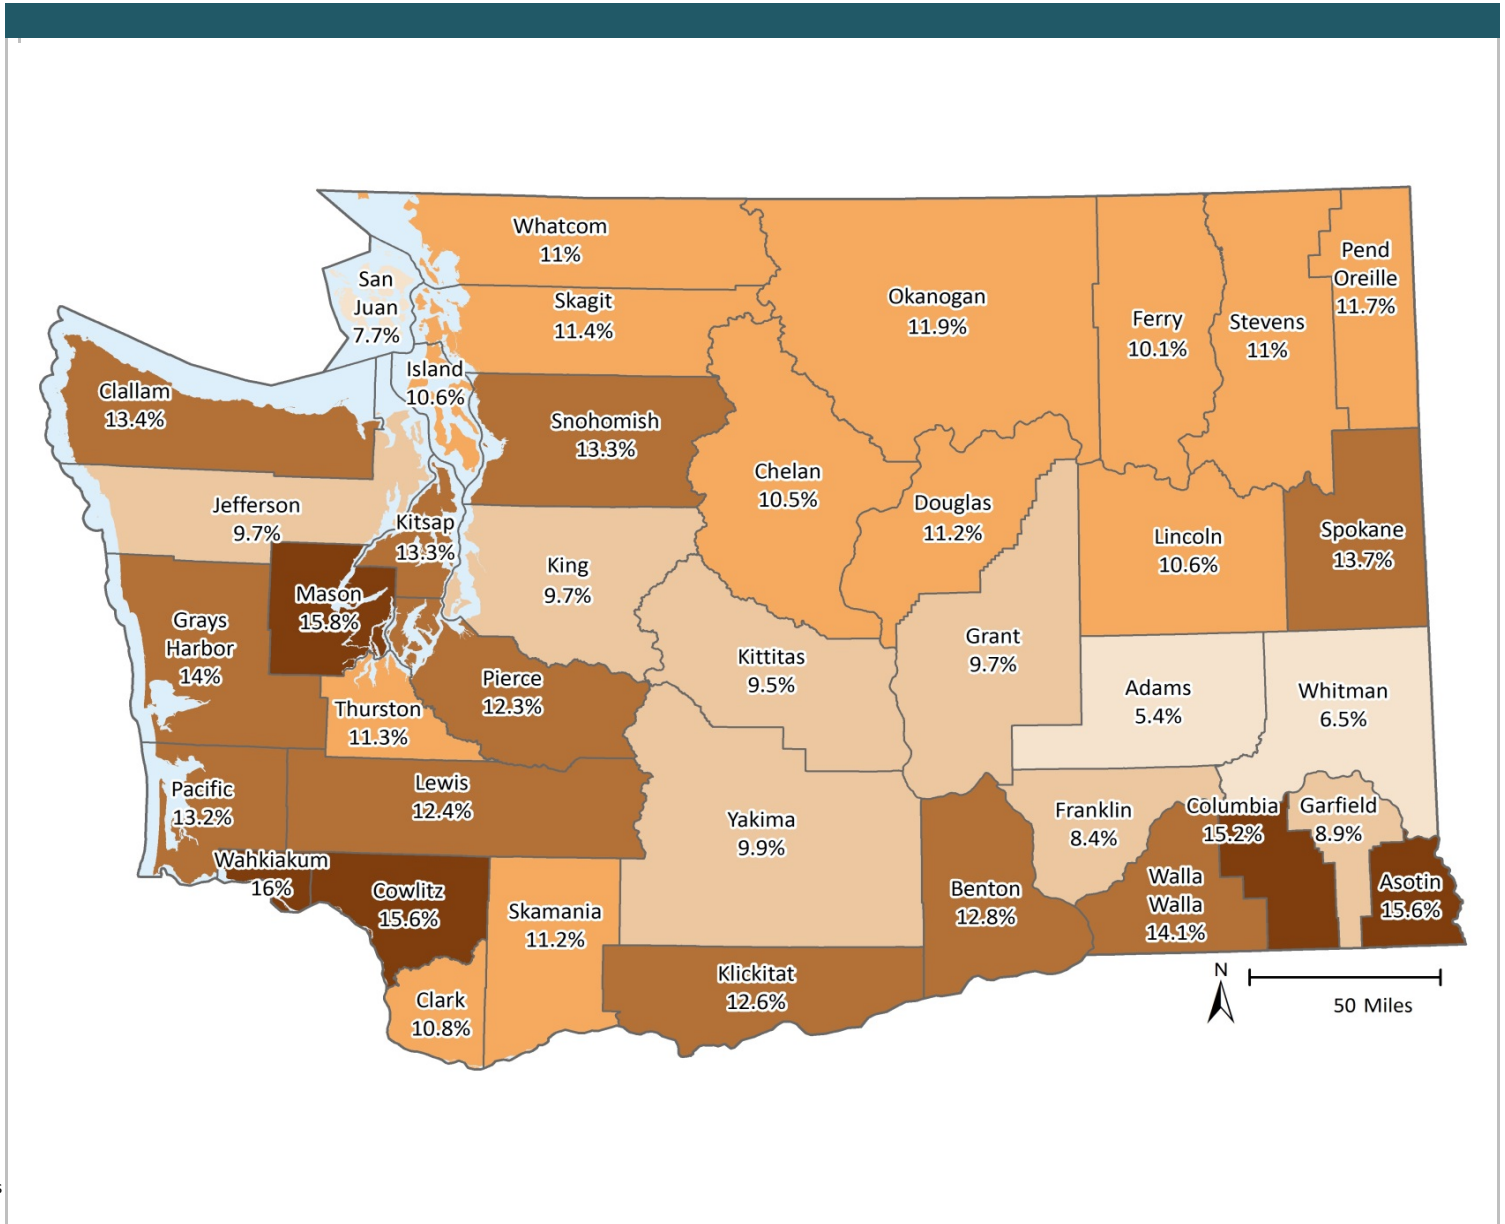 Whatcom
11%
San
Juan
7.7%
Skagit
11.4%
Okanogan
11.9%
Ferry
10.1%
Stevens
11%
Pend
Oreille
11.7%
Island
10.6%
Clallam
13.4%
Snohomish
13.3%
Chelan
10.5%
Douglas
11.2%
Jefferson
9.7%
Kitsap
13.3%
King
9.7%
Lincoln
10.6%
Spokane
13.7%
Mason
15.8%
Grays
Harbor
14%
Kittitas
9.5%
Grant
9.7%
Adams
5.4%
Whitman
6.5%
Thurston
11.3%
Pierce
12.3%
Pacific
13.2%
Lewis
12.4%
Yakima
9.9%
Franklin
8.4%
Columbia
15.2%
Garfield
8.9%
Wahkiakum
16%
Cowlitz
15.6%
Skamania
11.2%
Benton
12.8%
Walla
Walla
14.1%
Asotin
15.6%
Clark
10.8%
Klickitat
12.6%
N
50 Miles